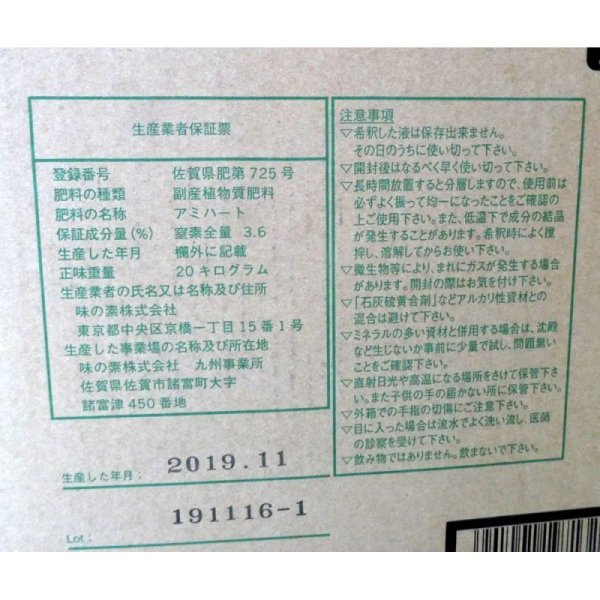 生産業者保証票
登録番号 佐賀県肥第725号
肥料の種類 副産植物質肥料
肥料の名称 アミハート
保証成分量(%) 窒素全量 3.6
生産した年月 欄外に記載
正味重量 20キログラム
生産業者の氏名又は名称及び住所
味の素株式会社
東京都中央区京橋一丁目15番1号
生産した事業場の名称及び所在地
味の素株式会社 九州事業所
佐賀県佐賀市諸富町大字
諸富津450番地
生産した年月: 2019.11
Lot: 191116-1
注意事項
▽希釈した液は保存出来ません。
その日のうちに使い切って下さい。
▽開封後はなるべく早く使い切って下さい。
▽長時間放置すると分層しますので、使用前は
必ずよく振って均一になったことをご確認の
上ご使用下さい。また、低温下で成分の結晶
が発生することがあります。希釈時によく攪
拌し、溶解してからお使い下さい。
▽微生物等により、まれにガスが発生する場合
があります。開封の際はお気を付け下さい。
▽「石灰硫黄合剤」などアルカリ性資材との
混合は避けて下さい。
▽ミネラルの多い資材と併用する場合は、沈殿
など生じないか事前に少量で試し、問題無い
ことをご確認下さい。
▽直射日光や高温になる場所をさけて保管下さ
い。また子供の手の届かない所に保管下さい。
▽外箱での手指の切傷にご注意下さい。
▽目に入った場合は流水でよく洗い流し、医師
の診察を受けて下さい。
▽飲み物ではありません。飲まないで下さい。